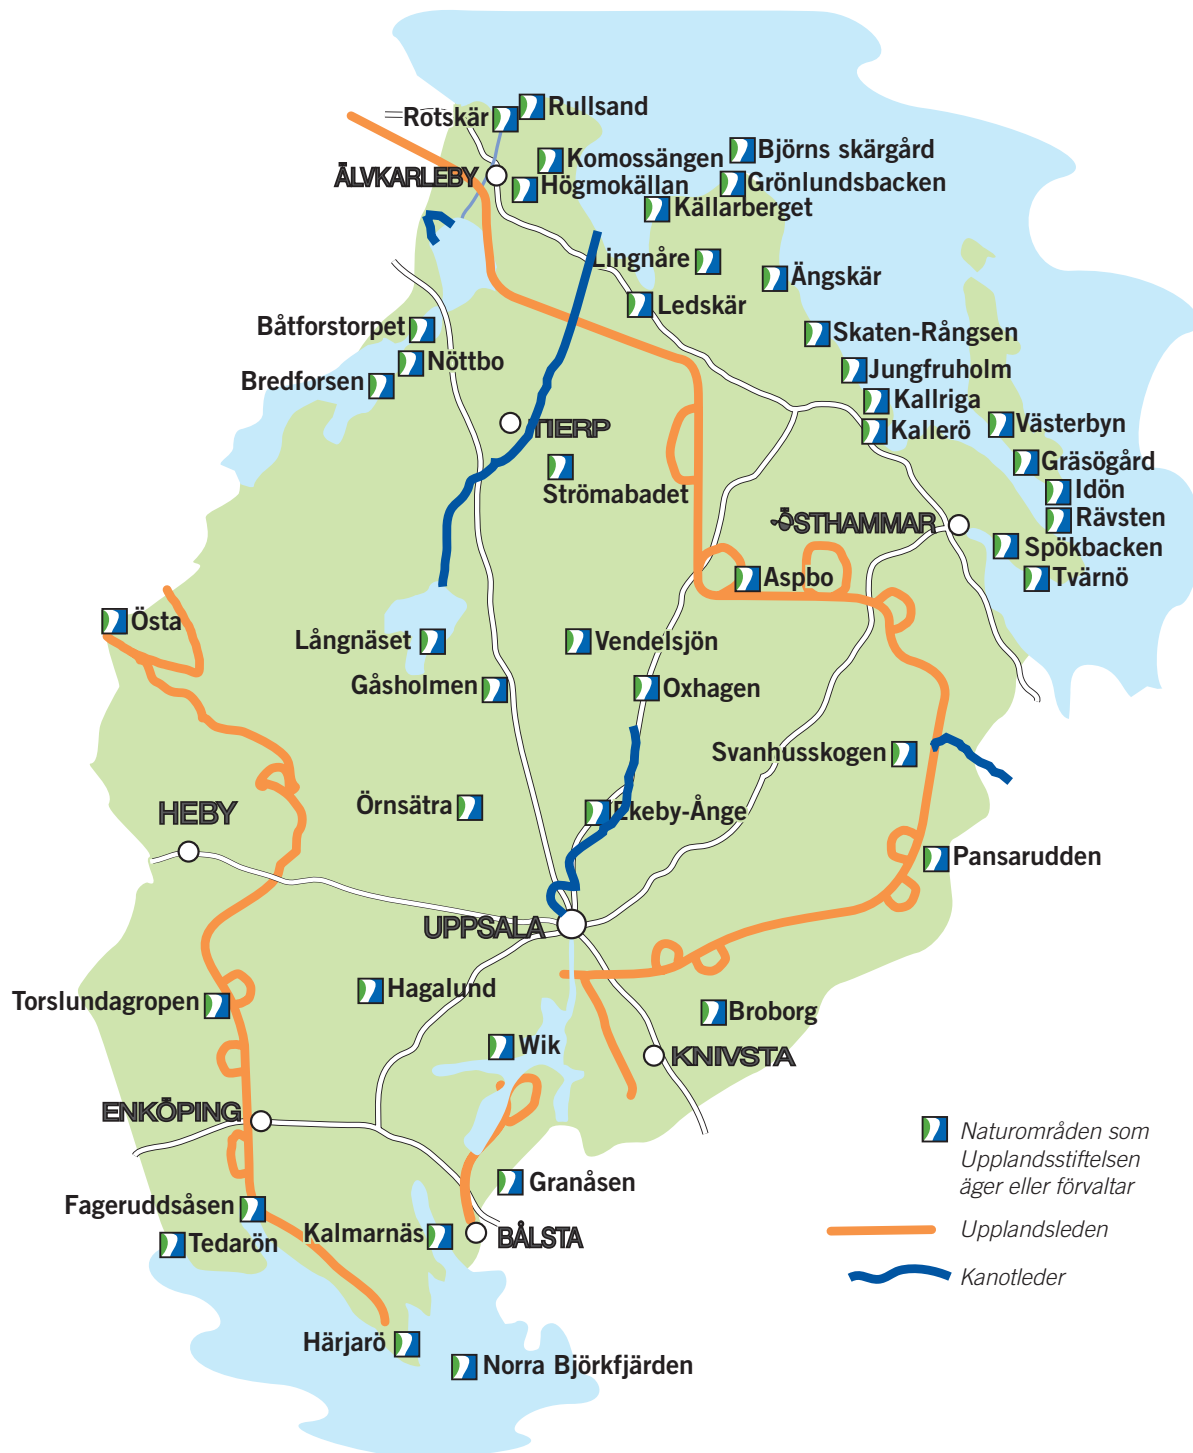 Rullsand
Rotskär
Björns skärgård
Komossängen
ÄLVKARLEBY
Högmokällan
Grönlundsbacken
Källarberget
Lingnåre
Ängskär
Ledskär
Båtforstorpet
Skaten-Rångsen
Nöttbo
Bredforsen
Jungfruholm
Kallriga
Västerbyn
TIERP
Kallerö
Gräsögård
Strömabadet
Idön
ÖSTHAMMAR
Rävsten
Spökbacken
Aspbo
Tvärnö
Östa
Långnäset
Vendelsjön
Gåsholmen
Oxhagen
Svanhusskogen
Örnsätra
Ekeby-Ånge
HEBY
Pansarudden
UPPSALA
Hagalund
Torslundagropen
Broborg
Wik
KNIVSTA
ENKÖPING
Naturområden som
Upplandsstiftelsen
äger eller förvaltar
Granåsen
Fageruddsåsen
Upplandsleden
Kalmarnäs
BÅLSTA
Tedarön
Kanotleder
Härjarö
Norra Björkfjärden